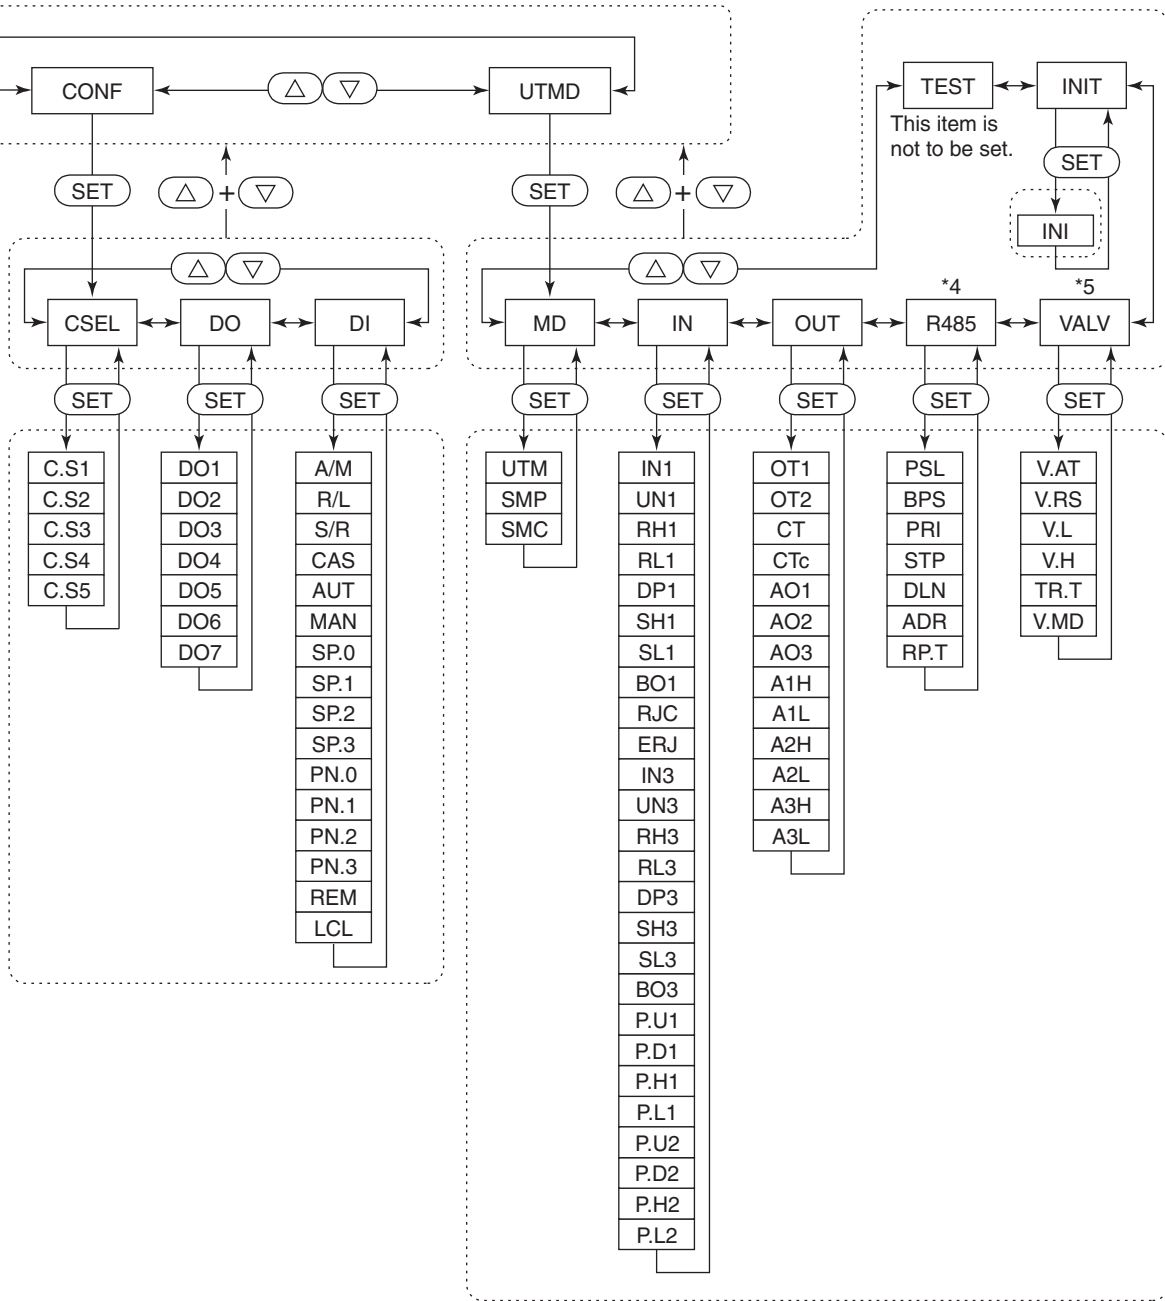 CONF
UTMD
TEST
INIT
This item is
not to be set.
SET
SET
SET
+
+
INI
*4
*5
CSEL
DO
DI
MD
IN
OUT
R485
VALV
SET
SET
SET
SET
SET
SET
SET
SET
C.S1
C.S2
C.S3
C.S4
C.S5
DO1
DO2
DO3
DO4
DO5
DO6
DO7
A/M
R/L
S/R
CAS
AUT
MAN
SP.0
SP.1
SP.2
SP.3
PN.0
PN.1
PN.2
PN.3
REM
LCL
UTM
SMP
SMC
IN1
UN1
RH1
RL1
DP1
SH1
SL1
BO1
RJC
ERJ
IN3
UN3
RH3
RL3
DP3
SH3
SL3
BO3
P.U1
P.D1
P.H1
P.L1
P.U2
P.D2
P.H2
P.L2
OT1
OT2
CT
CTc
AO1
AO2
AO3
A1H
A1L
A2H
A2L
A3H
A3L
PSL
BPS
PRI
STP
DLN
ADR
RP.T
V.AT
V.RS
V.L
V.H
TR.T
V.MD